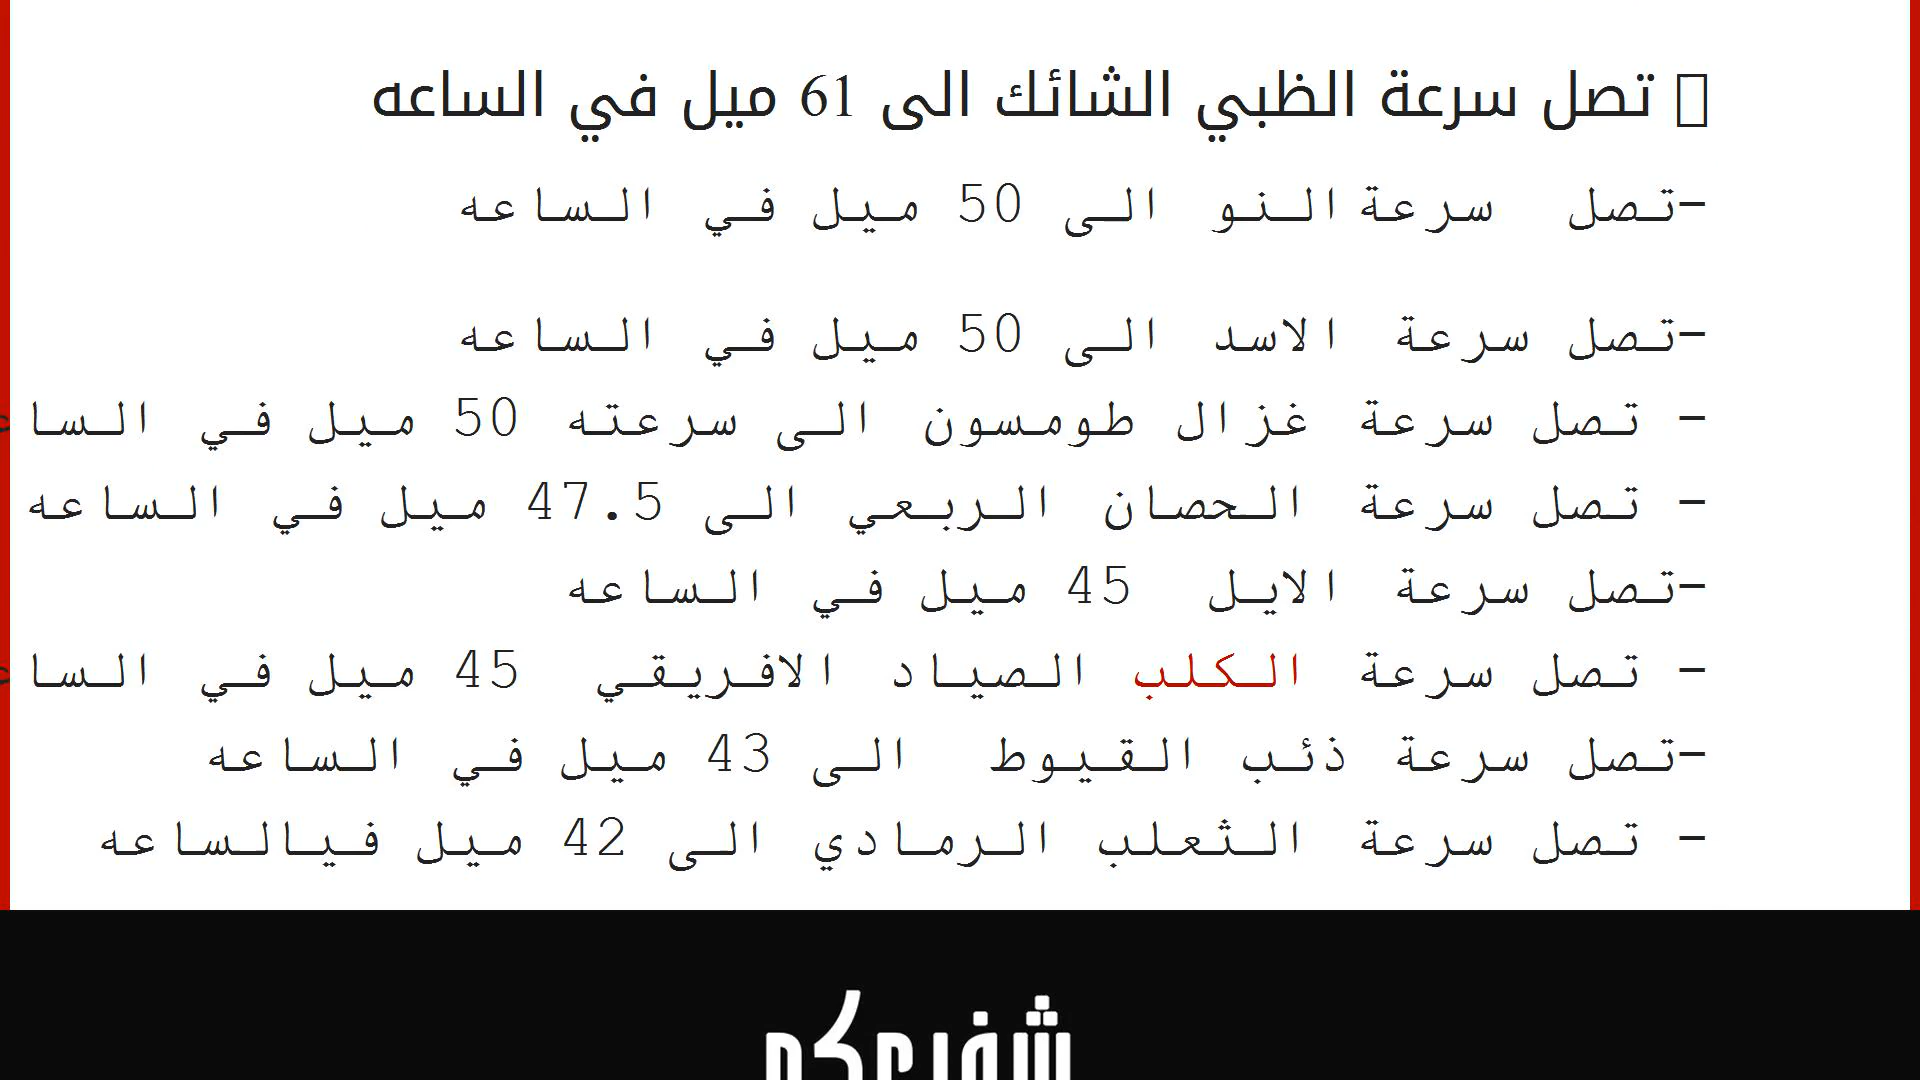 تصل سرعة الظبي الشائك الى 61 ميل في الساعه
-تصل سرعة النو الى 50 ميل في الساعه
-تصل سرعة الاسد الى 50 ميل في الساعه
- تصل سرعة غزال طومسون الى سرعته 50 ميل في
- تصل سرعة الحصان الربعي الى 47.5 ميل في الساعه
-تصل سرعة الايل 45 ميل في الساعه
- تصل سرعة الكلب الصياد الافريقي 45 ميل في
-تصل سرعة ذئب القيوط الى 43 ميل في الساعه
- تصل سرعة الثعلب الرمادي الى 42 ميل فيالساعه